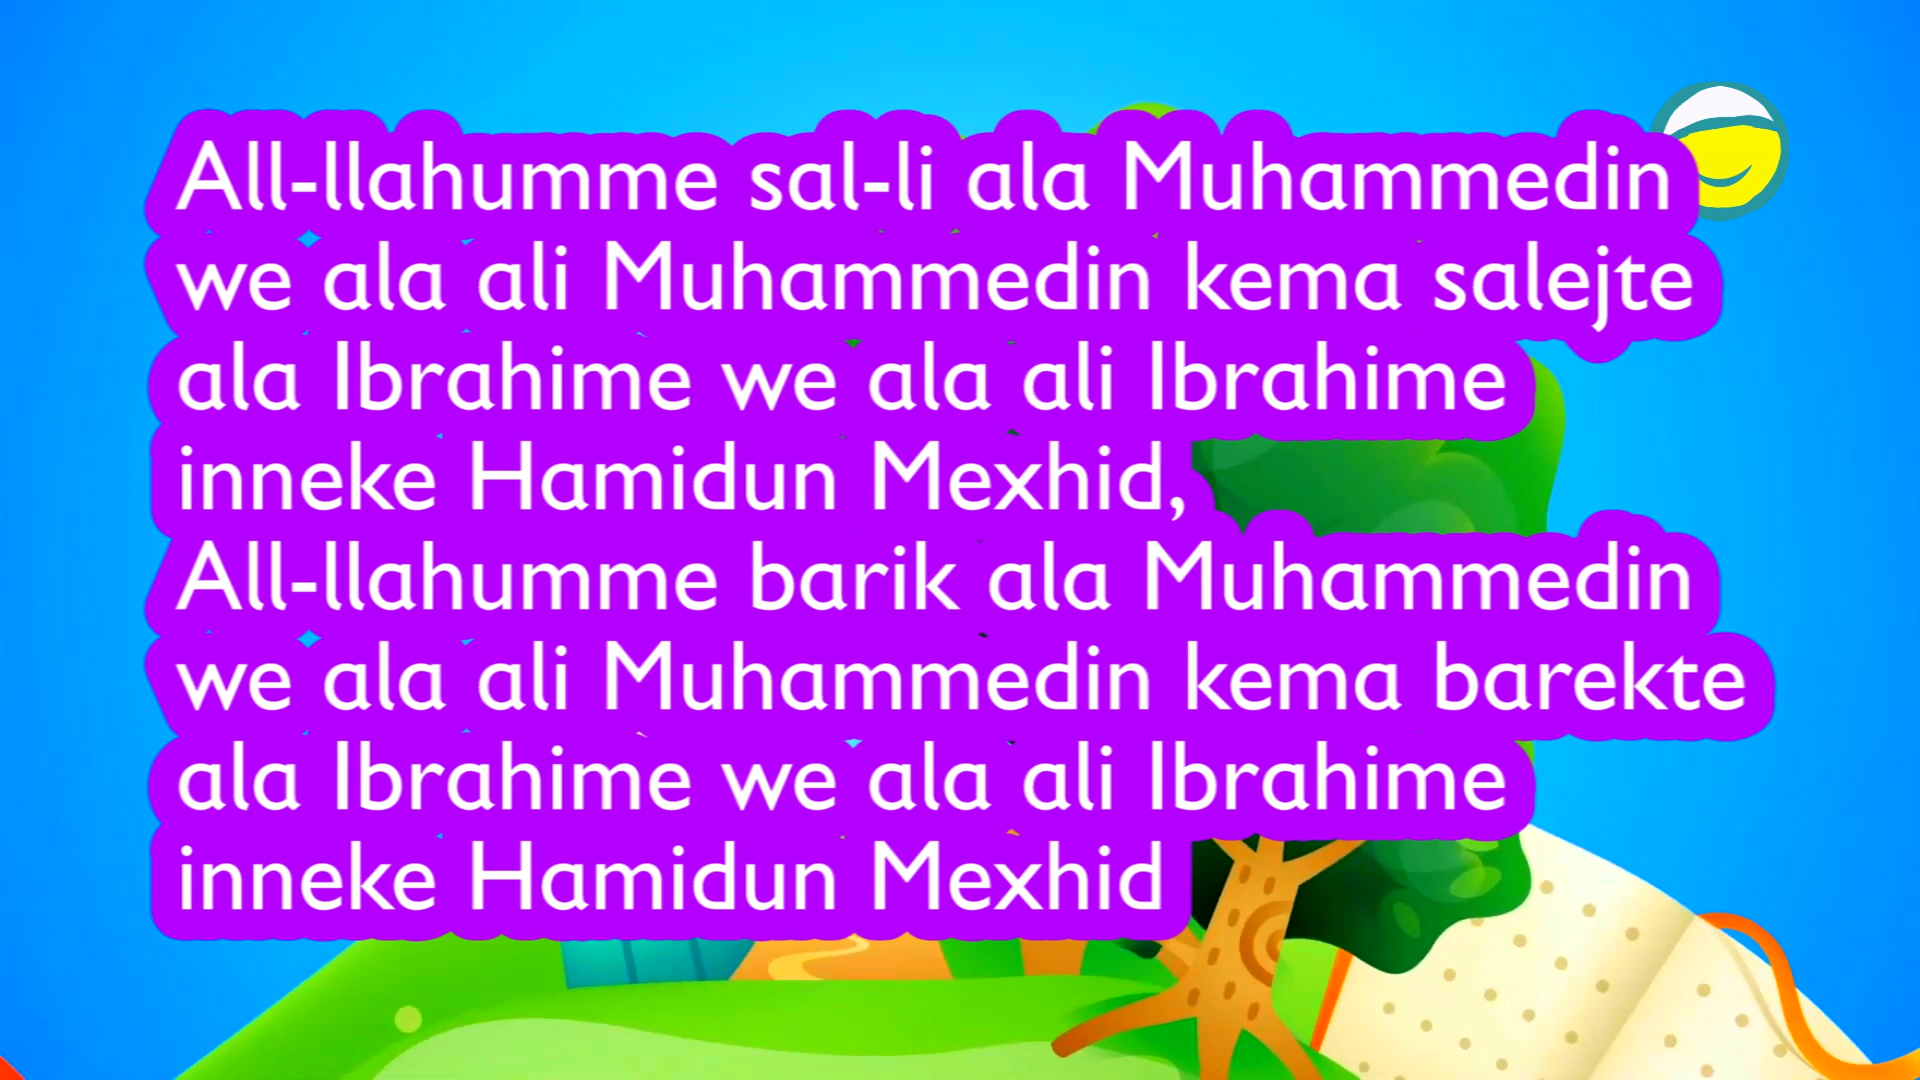 All-llahumme sal-li ala Muhammedin
we ala ali Muhammedin kema salejte
ala Ibrahime we ala ali Ibrahime
inneke Hamidun Mexhid,
All-llahumme barik ala Muhammedin
we ala ali Muhammedin kema barekte
ala Ibrahime we ala ali Ibrahime
inneke Hamidun Mexhid